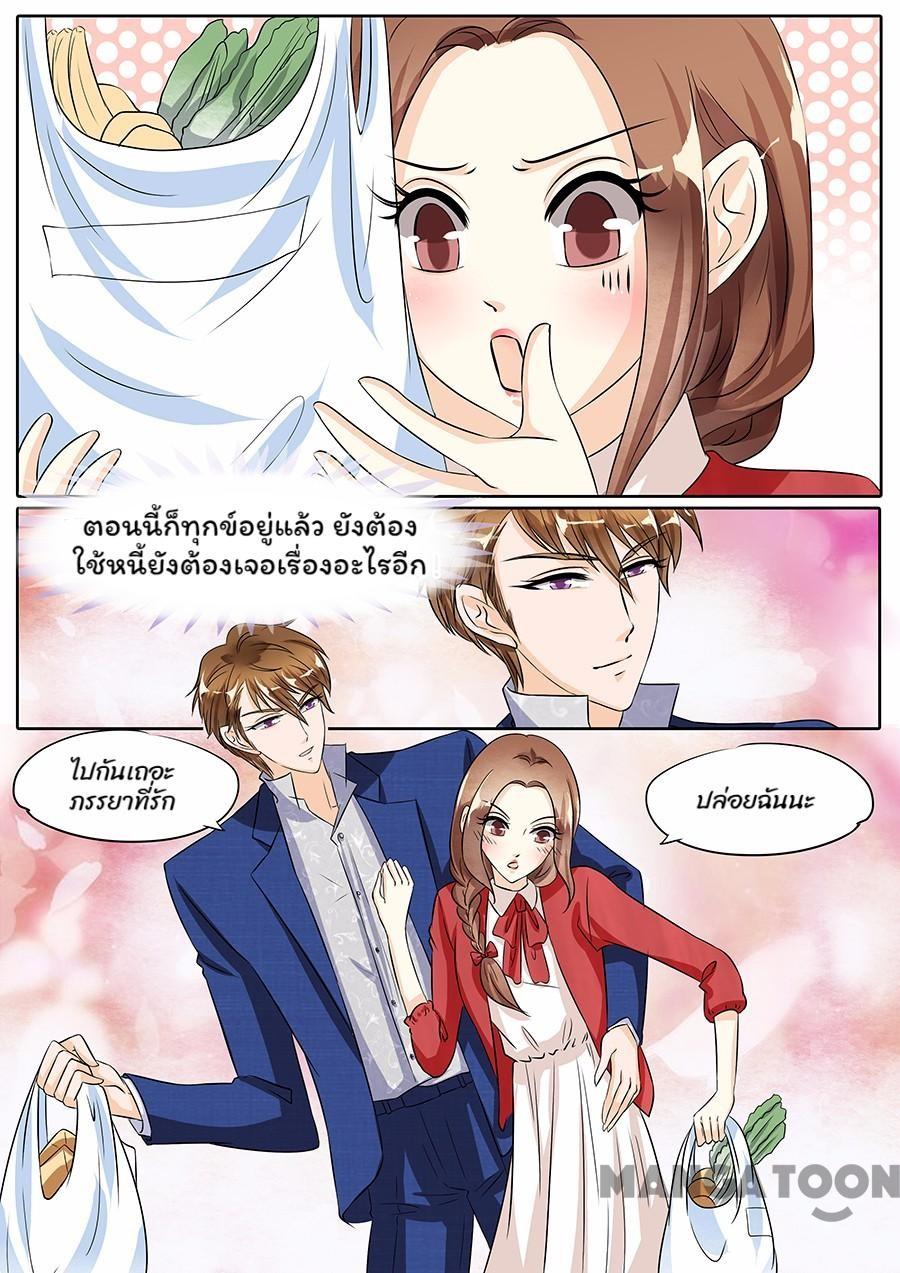 ตอนนี้ก็ทุกข์อยู่แล้ว ยังต้อง
ใช้หนี้ยังต้องเจอเรื่องอะไรอีก!
ไปกันเถอะ
ภรรยาที่รัก
ปล่อยฉันนะ
MANGATOON